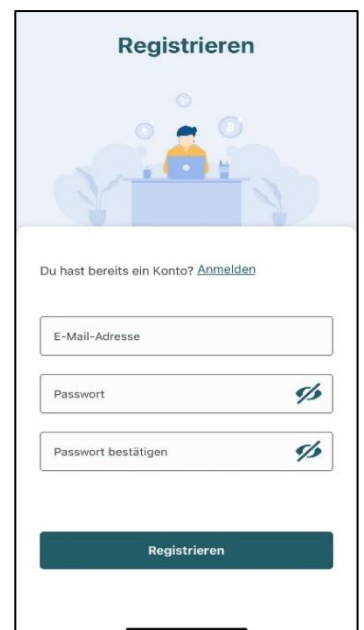 Registrieren
Du hast bereits ein Konto? Anmelden
E-Mail-Adresse
Passwort
Passwort bestätigen
Registrieren